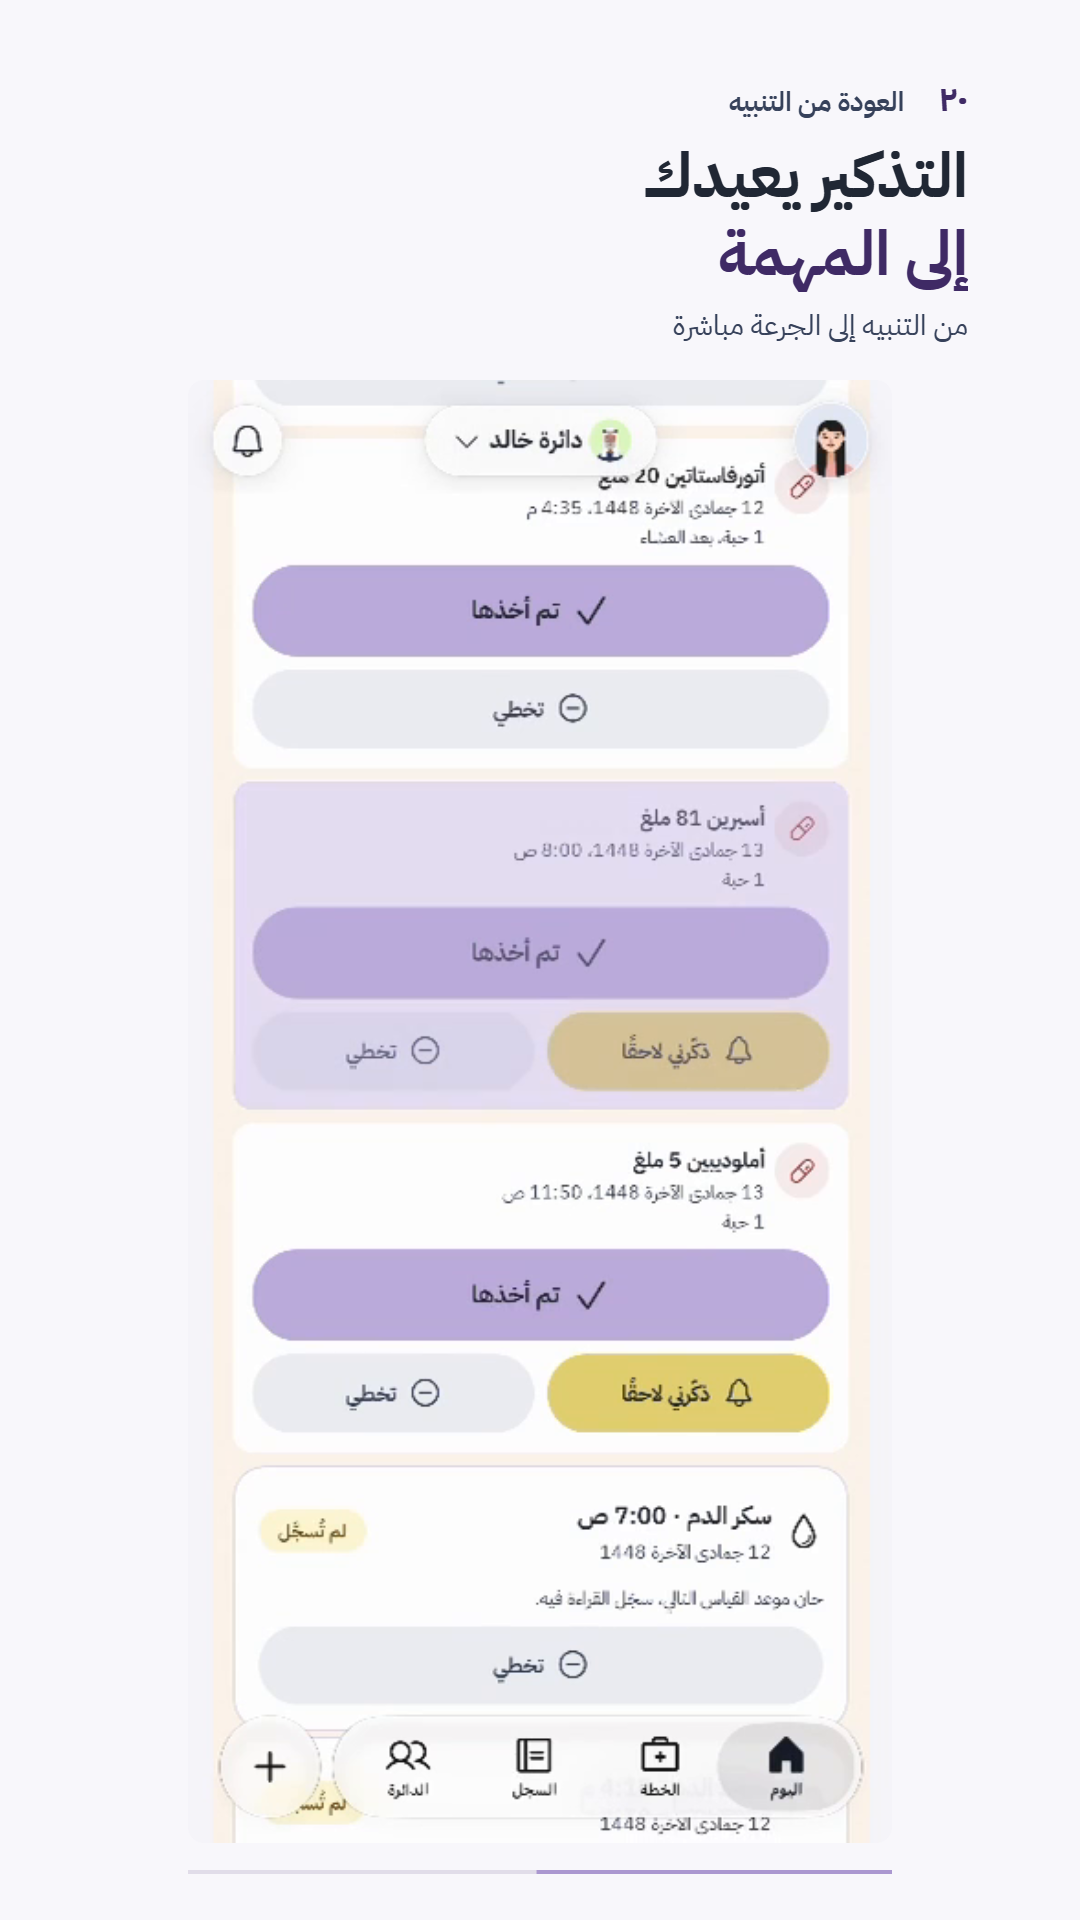 ٢٠ العودة من التنبيه
التذكير يعيدك
إلى المهمة
من التنبيه إلى الجرعة مباشرة
دائرة خالد
أتورفاستاتين 20 ملغ
12 جمادى الآخرة 1448، 4:35 م
1 حبة، بعد العشاء
تم أخذها
تخطي
أسبرين 81 ملغ
13 جمادى الآخرة 1448، 8:00 ص
1 حبة
تم أخذها
ذكّرني لاحقًا
تخطي
أملوديبين 5 ملغ
13 جمادى الآخرة 1448، 11:50 ص
1 حبة
تم أخذها
ذكّرني لاحقًا
تخطي
سكر الدم · 7:00 ص
لم تُسجَّل
12 جمادى الآخرة 1448
حان موعد القياس التالي، سجّل القراءة فيه.
تخطي
اليوم
الخطة
السجل
الدائرة
12 جمادى الآخرة 1448